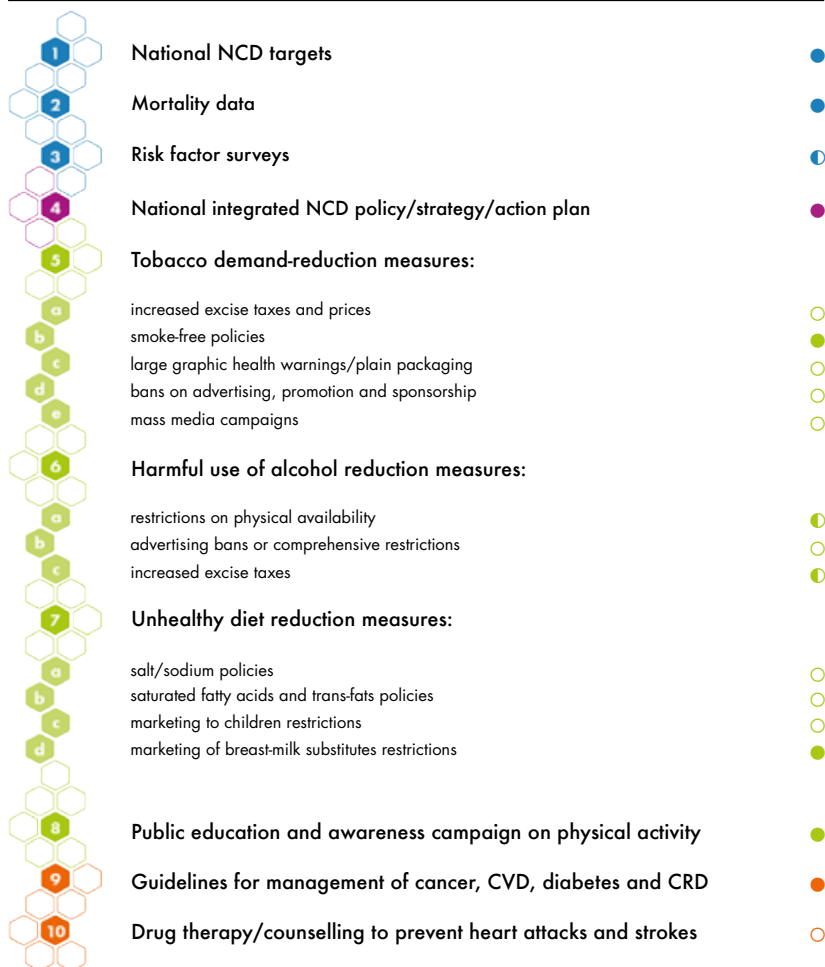 1 National NCD targets
2 Mortality data
3 Risk factor surveys
4 National integrated NCD policy/strategy/action plan
5 Tobacco demand-reduction measures:
a increased excise taxes and prices
b smoke-free policies
c large graphic health warnings/plain packaging
d bans on advertising, promotion and sponsorship
e mass media campaigns
6 Harmful use of alcohol reduction measures:
a restrictions on physical availability
b advertising bans or comprehensive restrictions
c increased excise taxes
7 Unhealthy diet reduction measures:
a salt/sodium policies
b saturated fatty acids and trans-fats policies
c marketing to children restrictions
d marketing of breast-milk substitutes restrictions
8 Public education and awareness campaign on physical activity
9 Guidelines for management of cancer, CVD, diabetes and CRD
10 Drug therapy/counselling to prevent heart attacks and strokes